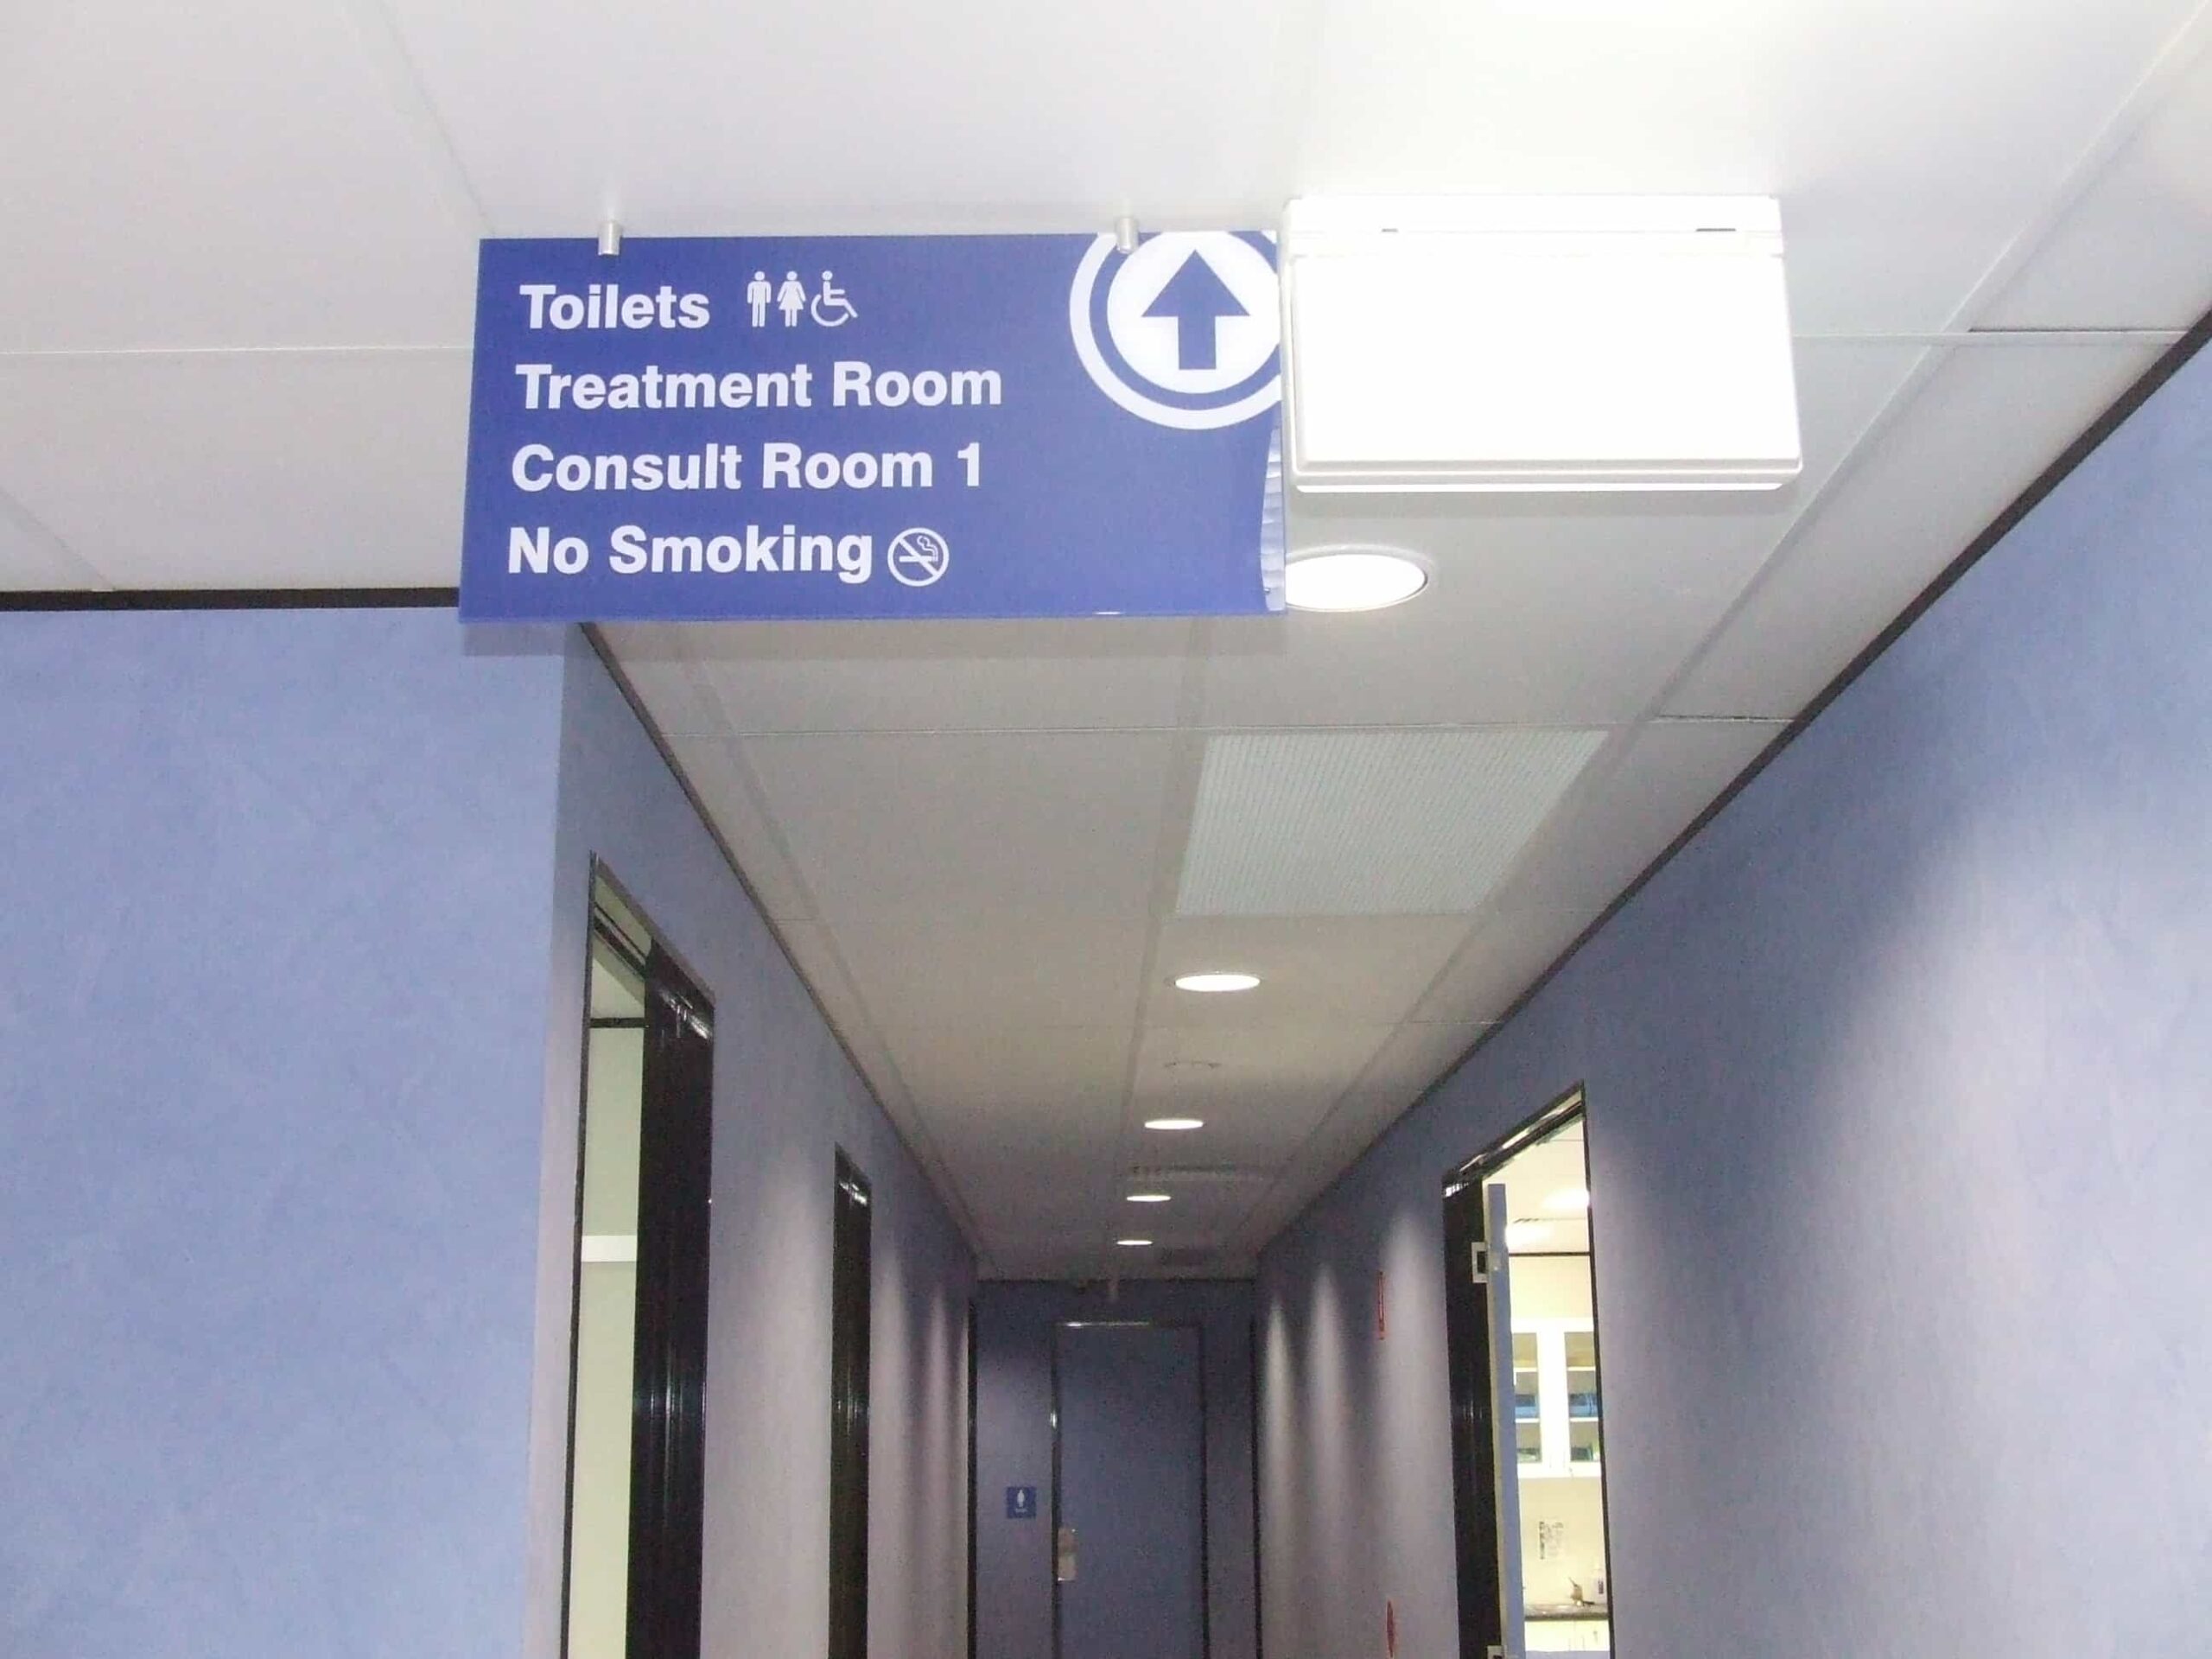 Toilets
Treatment Room
Consult Room 1
No Smoking